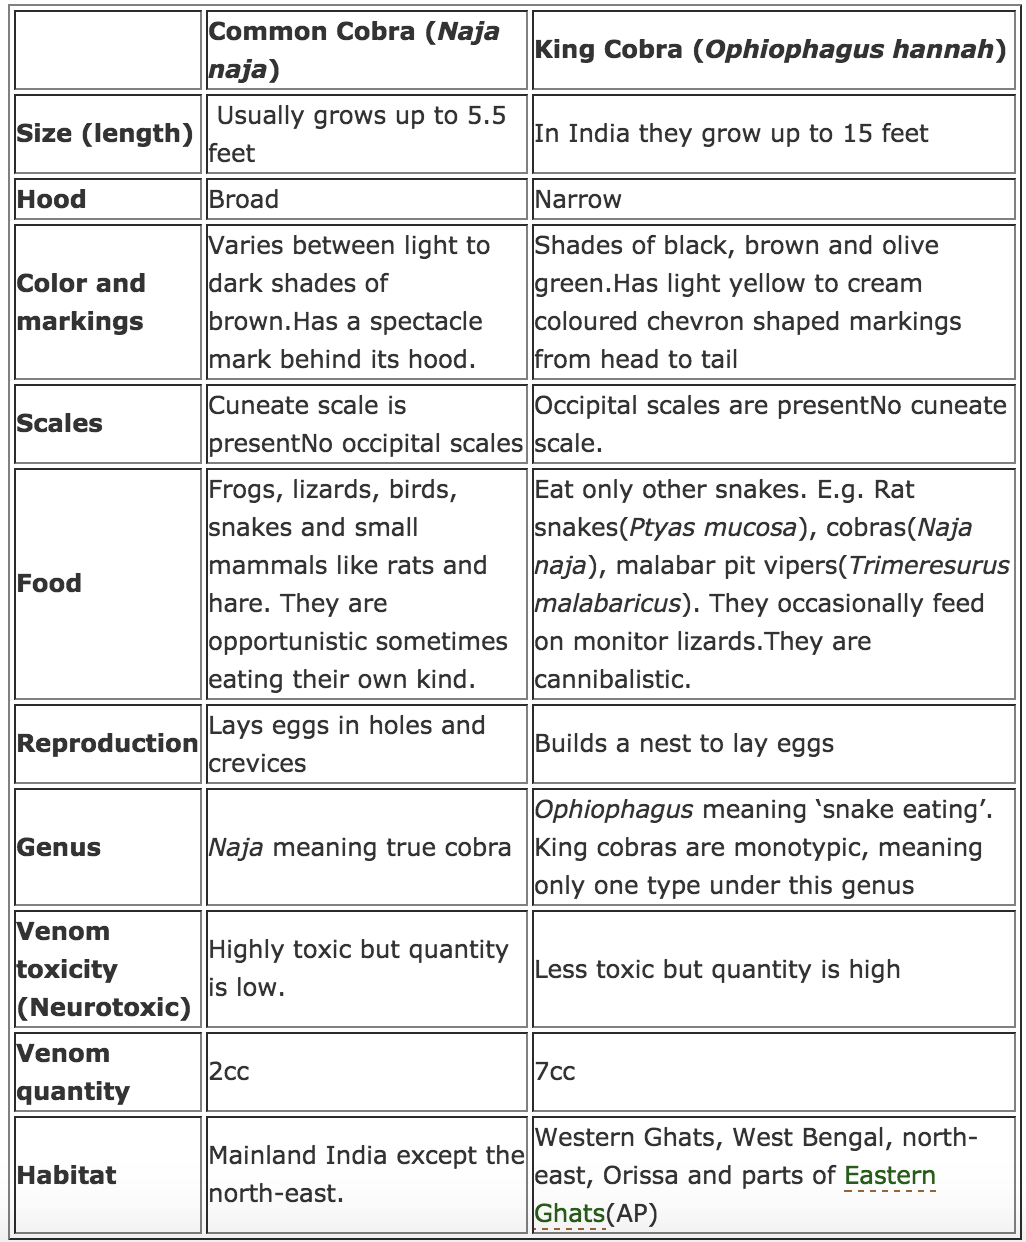 Common Cobra (Naja
naja)
King Cobra (Ophiophagus hannah)
Size (length)
Usually grows up to 5.5
feet
In India they grow up to 15 feet
Hood
Broad
Narrow
Color and
markings
Varies between light to
dark shades of
brown.Has a spectacle
mark behind its hood.
Shades of black, brown and olive
green.Has light yellow to cream
coloured chevron shaped markings
from head to tail
Scales
Cuneate scale is
presentNo occipital scales
Occipital scales are presentNo cuneate
scale.
Food
Frogs, lizards, birds,
snakes and small
mammals like rats and
hare. They are
opportunistic sometimes
eating their own kind.
Eat only other snakes. E.g. Rat
snakes(Ptyas mucosa), cobras(Naja
naja), malabar pit vipers(Trimeresurus
malabaricus). They occasionally feed
on monitor lizards.They are
cannibalistic.
Reproduction
Lays eggs in holes and
crevices
Builds a nest to lay eggs
Genus
Naja meaning true cobra
Ophiophagus meaning ‘snake eating’.
King cobras are monotypic, meaning
only one type under this genus
Venom
toxicity
(Neurotoxic)
Highly toxic but quantity
is low.
Less toxic but quantity is high
Venom
quantity
2cc
7cc
Habitat
Mainland India except the
north-east.
Western Ghats, West Bengal, north-
east, Orissa and parts of Eastern
Ghats(AP)